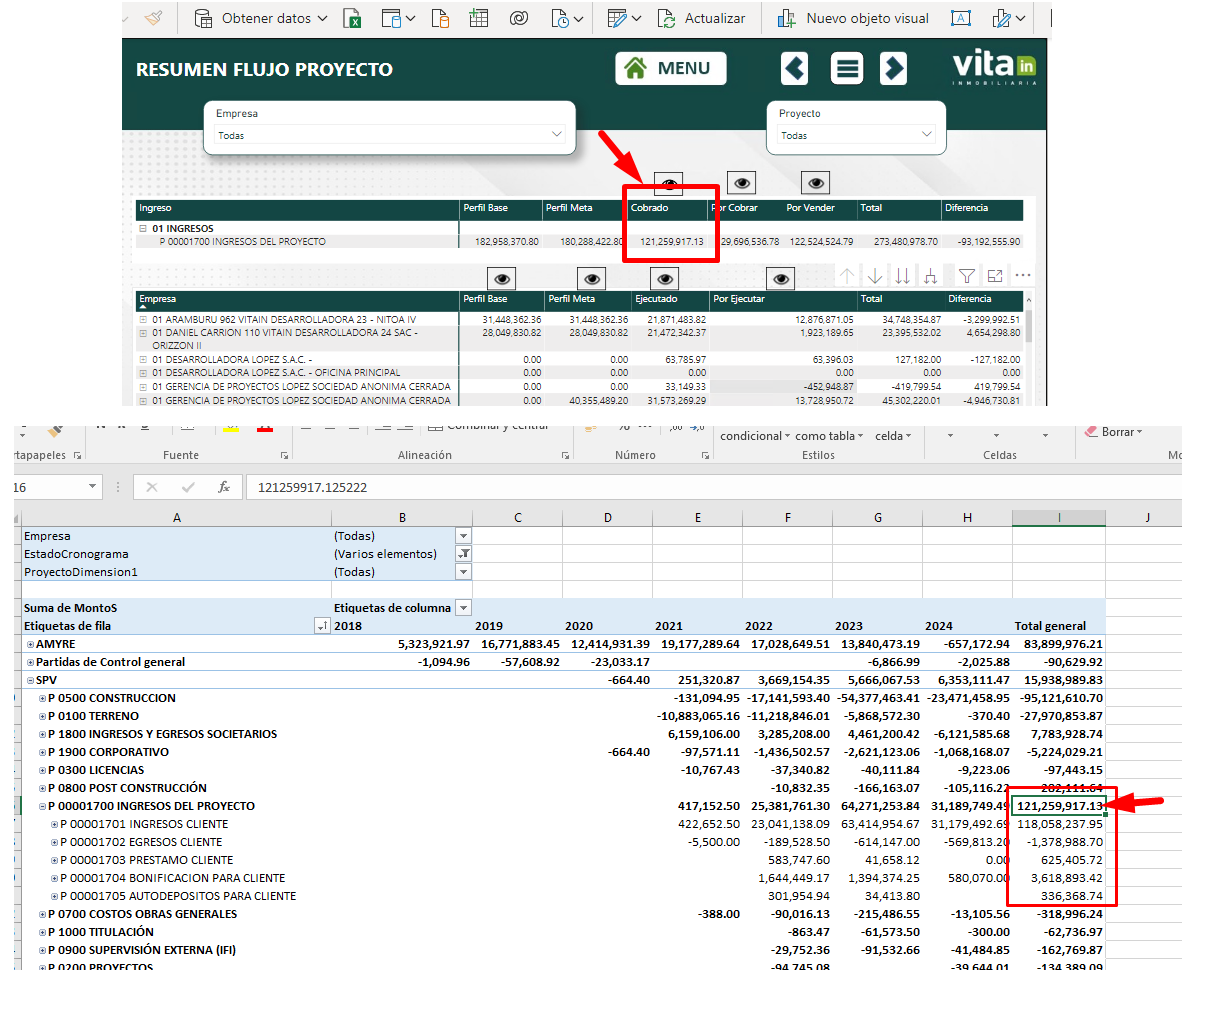 Obtener datos Actualizar Nuevo objeto visual A
RESUMEN FLUJO PROYECTO MENU vita in
INMOBILIARIA
Empresa Proyecto
Todas Todas
Ingreso Perfil Base Perfil Meta Cobrado Por Cobrar Por Vender Total Diferencia
01 INGRESOS
P 00001700 INGRESOS DEL PROYECTO 182,958,370.80 180,288,422.80 121,259,917.13 29,696,536.78 122,524,524.79 273,480,978.70 -93,192,555.90
Empresa Perfil Base Perfil Meta Ejecutado Por Ejecutar Total Diferencia
01 ARAMBURU 962 VITAIN DESARROLLADORA 23 - NITOA IV 31,448,362.36 31,448,362.36 21,871,483.82 12,876,871.05 34,748,354.87 -3,299,992.51
01 DANIEL CARRION 110 VITAIN DESARROLLADORA 24 SAC - 28,049,830.82 28,049,830.82 21,472,342.37 1,923,189.65 23,395,532.02 4,654,298.80
ORIZZON II
01 DESARROLLADORA LOPEZ S.A.C. - 0.00 0.00 63,785.97 63,396.03 127,182.00 -127,182.00
01 DESARROLLADORA LOPEZ S.A.C. - OFICINA PRINCIPAL 0.00 0.00 0.00 0.00 0.00 0.00
01 GERENCIA DE PROYECTOS LOPEZ SOCIEDAD ANONIMA CERRADA 0.00 0.00 33,149.33 -452,948.87 -419,799.54 419,799.54
01 GERENCIA DE PROYECTOS LOPEZ SOCIEDAD ANONIMA CERRADA 0.00 40,355,489.20 31,573,269.29 13,728,950.72 45,302,220.01 -4,946,730.81
Combinar y centrar
condicional como tabla celda Borrar
rtapapeles Fuente Alineación Número Estilos Celdas Mo
16 fx 121259917.125222
A B C D E F G H I J
Empresa (Todas)
EstadoCronograma (Varios elementos)
ProyectoDimension1 (Todas)
Suma de MontoS Etiquetas de columna
Etiquetas de fila 2018 2019 2020 2021 2022 2023 2024 Total general
AMYRE 5,323,921.97 16,771,883.45 12,414,931.39 19,177,289.64 17,028,649.51 13,840,473.19 -657,172.94 83,899,976.21
Partidas de Control general -1,094.96 -57,608.92 -23,033.17 -6,866.99 -2,025.88 -90,629.92
SPV -664.40 251,320.87 3,669,154.35 5,666,067.53 6,353,111.47 15,938,989.83
P 0500 CONSTRUCCION -131,094.95 -17,141,593.40 -54,377,463.41 -23,471,458.95 -95,121,610.70
P 0100 TERRENO -10,883,065.16 -11,218,846.01 -5,868,572.30 -370.40 -27,970,853.87
P 1800 INGRESOS Y EGRESOS SOCIETARIOS 6,159,106.00 3,285,208.00 4,461,200.42 -6,121,585.68 7,783,928.74
P 1900 CORPORATIVO -664.40 -97,571.11 -1,436,502.57 -2,621,123.06 -1,068,168.07 -5,224,029.21
P 0300 LICENCIAS -10,767.43 -37,340.82 -40,111.84 -9,223.06 -97,443.15
P 0800 POST CONSTRUCCIÓN -10,832.35 -166,163.07 -105,116.22 -282,111.64
P 00001700 INGRESOS DEL PROYECTO 417,152.50 25,381,761.30 64,271,253.84 31,189,749.49 121,259,917.13
P 00001701 INGRESOS CLIENTE 422,652.50 23,041,138.09 63,414,954.67 31,179,492.69 118,058,237.95
P 00001702 EGRESOS CLIENTE -5,500.00 -189,528.50 -614,147.00 -569,813.20 -1,378,988.70
P 00001703 PRESTAMO CLIENTE 583,747.60 41,658.12 0.00 625,405.72
P 00001704 BONIFICACION PARA CLIENTE 1,644,449.17 1,394,374.25 580,070.00 3,618,893.42
P 00001705 AUTODEPOSITOS PARA CLIENTE 301,954.94 34,413.80 336,368.74
P 0700 COSTOS OBRAS GENERALES -388.00 -90,016.13 -215,486.55 -13,105.56 -318,996.24
P 1000 TITULACIÓN -863.47 -61,573.50 -300.00 -62,736.97
P 0900 SUPERVISIÓN EXTERNA (IFI) -29,752.36 -91,532.66 -41,484.85 -162,769.87
P 0200 PROYECTOS -94,745.08 -39,644.01 -134,389.09